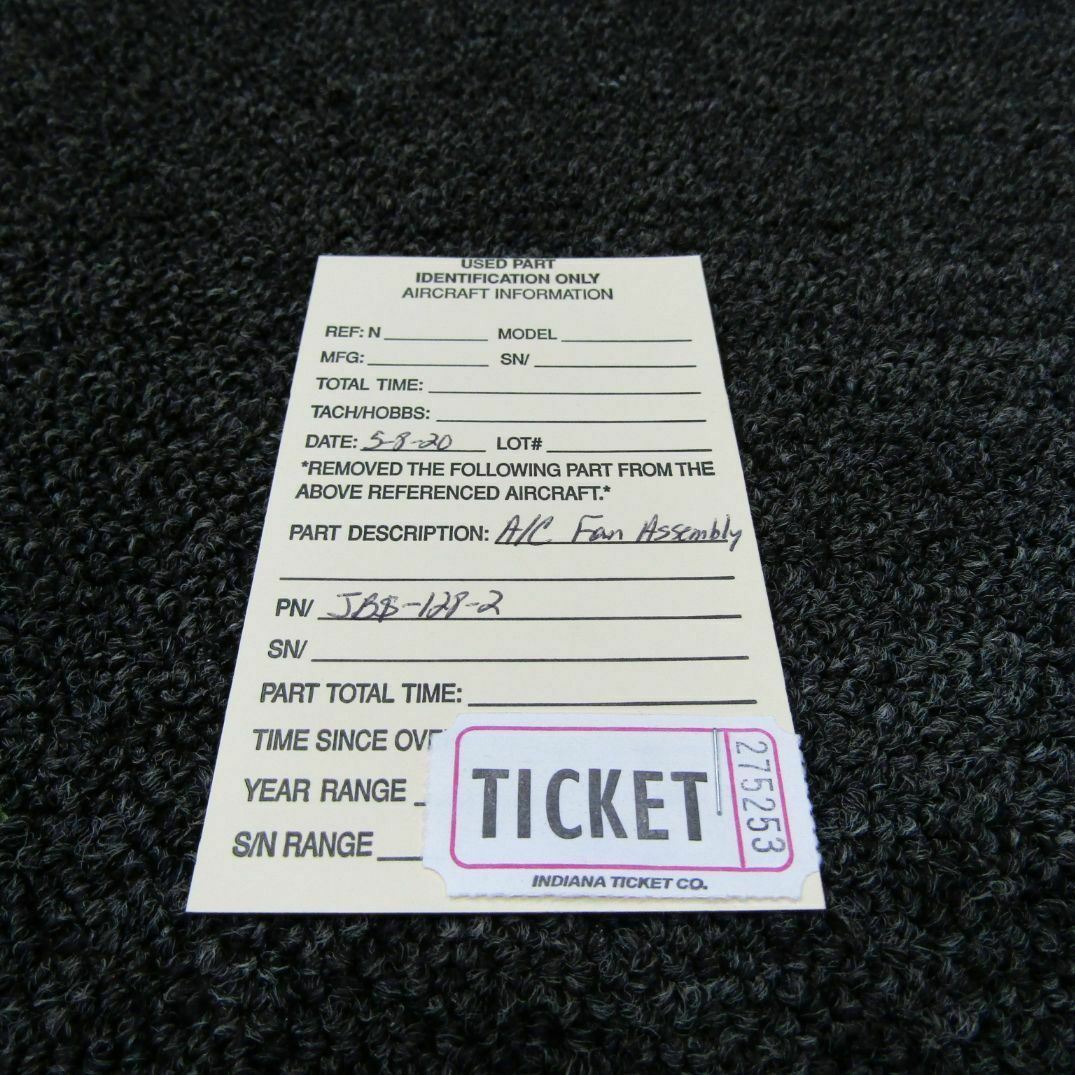 USED PART
IDENTIFICATION ONLY
AIRCRAFT INFORMATION
REF: N MODEL
MFG: SN/
TOTAL TIME:
TACH/HOBBS:
DATE: 5-8-20 LOT#
*REMOVED THE FOLLOWING PART FROM THE
ABOVE REFERENCED AIRCRAFT.*
PART DESCRIPTION: A/C Fan Assembly
PN/ JBS-128-2
SN/
PART TOTAL TIME:
TIME SINCE OVE
YEAR RANGE
S/N RANGE
TICKET
275253
INDIANA TICKET CO.